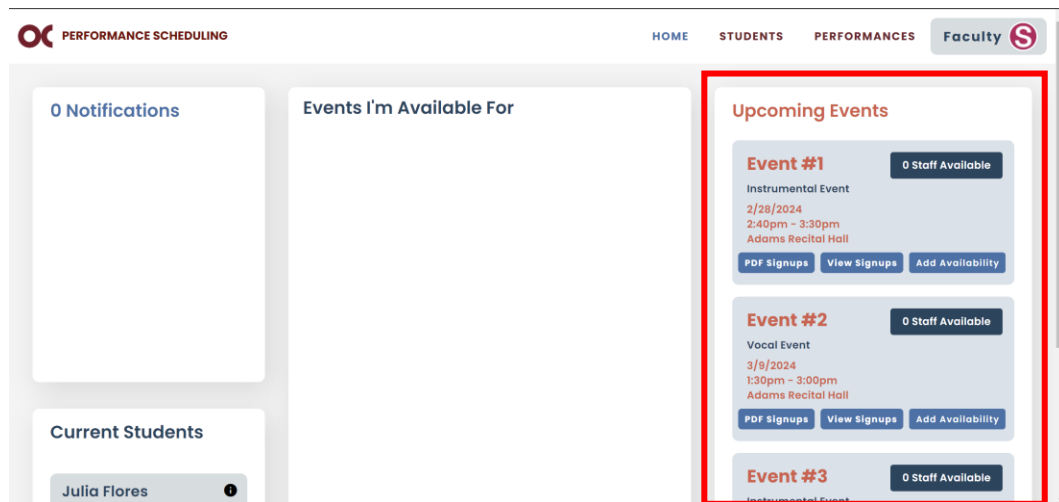 OC PERFORMANCE SCHEDULING
HOME STUDENTS PERFORMANCES Faculty S
0 Notifications
Current Students
Julia Flores
Events I'm Available For
Upcoming Events
Event #1 0 Staff Available
Instrumental Event
2/28/2024
2:40pm - 3:30pm
Adams Recital Hall
PDF Signups View Signups Add Availability
Event #2 0 Staff Available
Vocal Event
3/9/2024
1:30pm - 3:00pm
Adams Recital Hall
PDF Signups View Signups Add Availability
Event #3 0 Staff Available
Instrumental Event